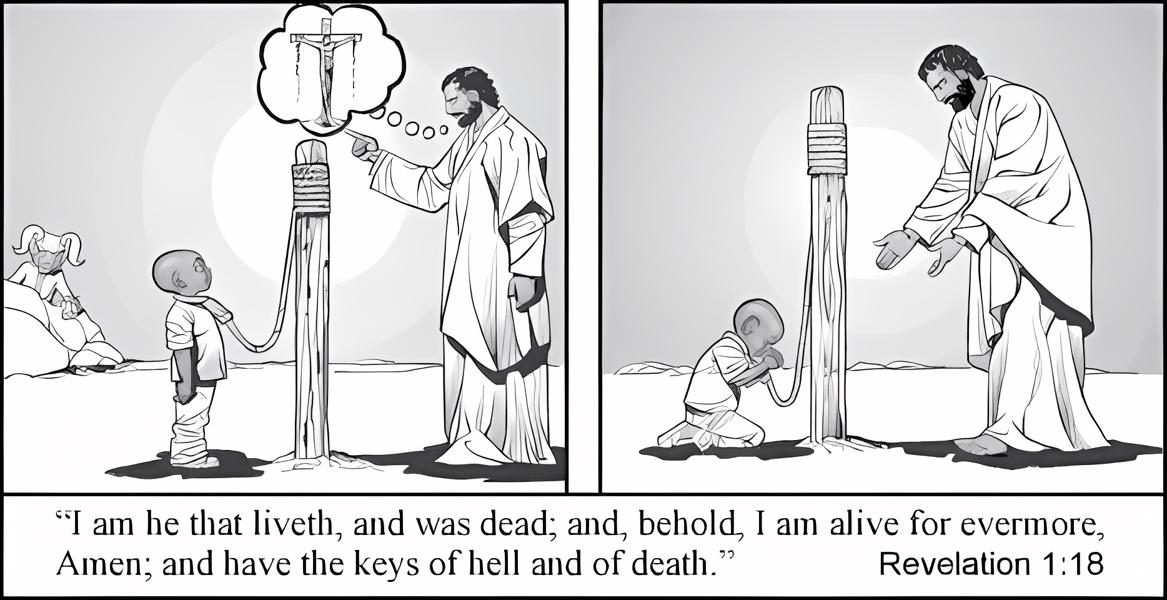 “I am he that liveth, and was dead; and, behold, I am alive for evermore,
Amen; and have the keys of hell and of death.” Revelation 1:18